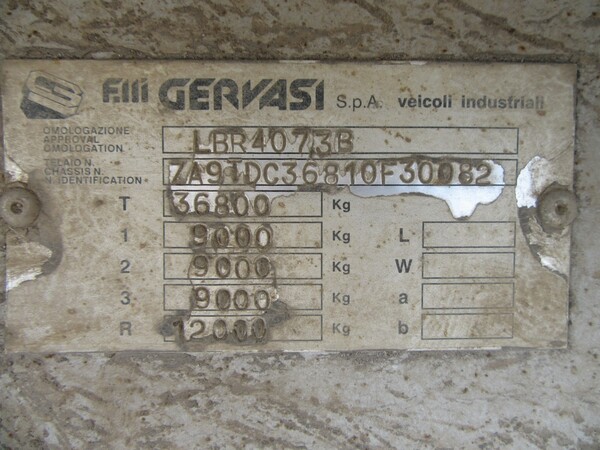 F.lli GERVASI S.p.A. veicoli industriali
OMOLOGAZIONE
APPROVAL
OMOLOGATION
LBR4073B
TELAIO N.
CHASSIS N.
N. IDENTIFICATION
ZA9TDC36810F30082
T 36800 Kg
1 9000 Kg L
2 9000 Kg W
3 9000 Kg a
R 12000 Kg b